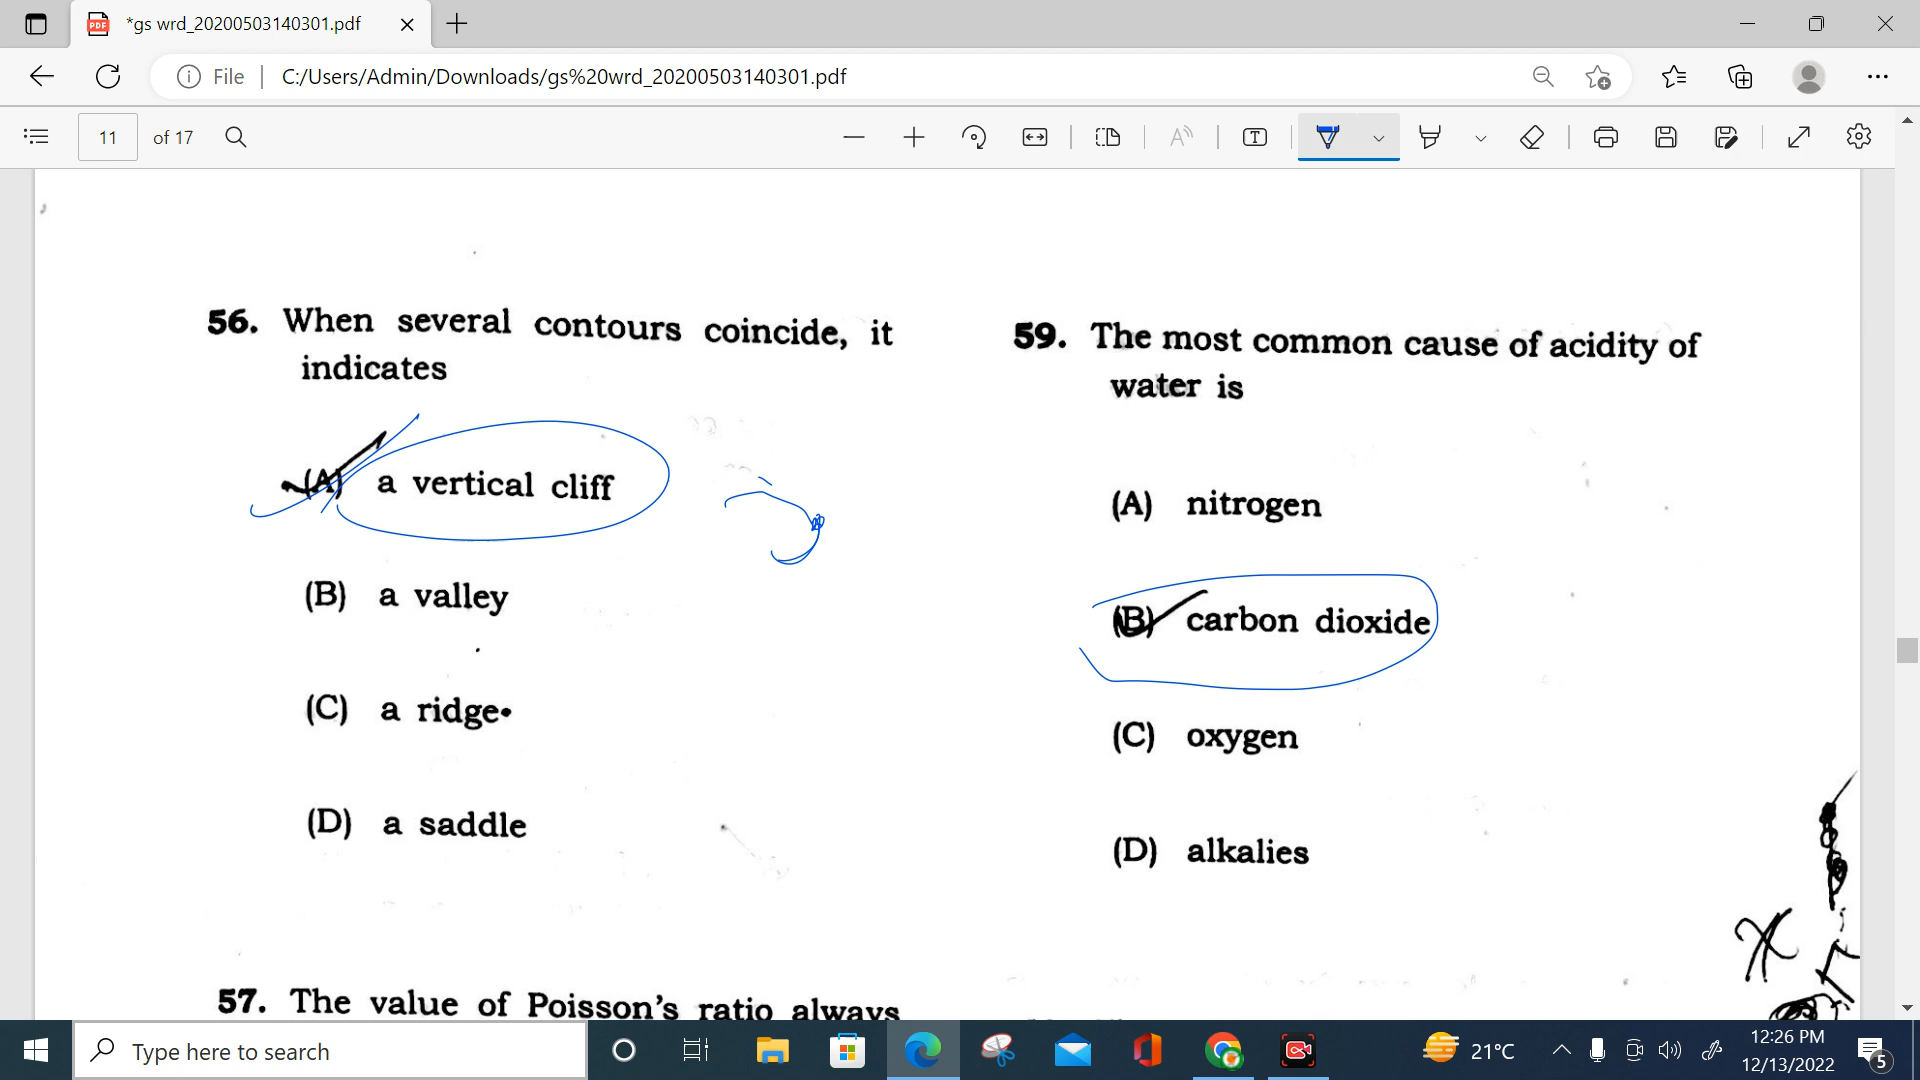 *gs wrd_20200503140301.pdf
File
C:/Users/Admin/Downloads/gs%20wrd_20200503140301.pdf
11 of 17
56. When several contours coincide, it
indicates
(A) a vertical cliff
(B) a valley
(C) a ridge
(D) a saddle
57. The value of Poisson's ratio always
59. The most common cause of acidity of
water is
(A) nitrogen
(B) carbon dioxide
(C) oxygen
(D) alkalies
Type here to search
21°C
12:26 PM
12/13/2022
5